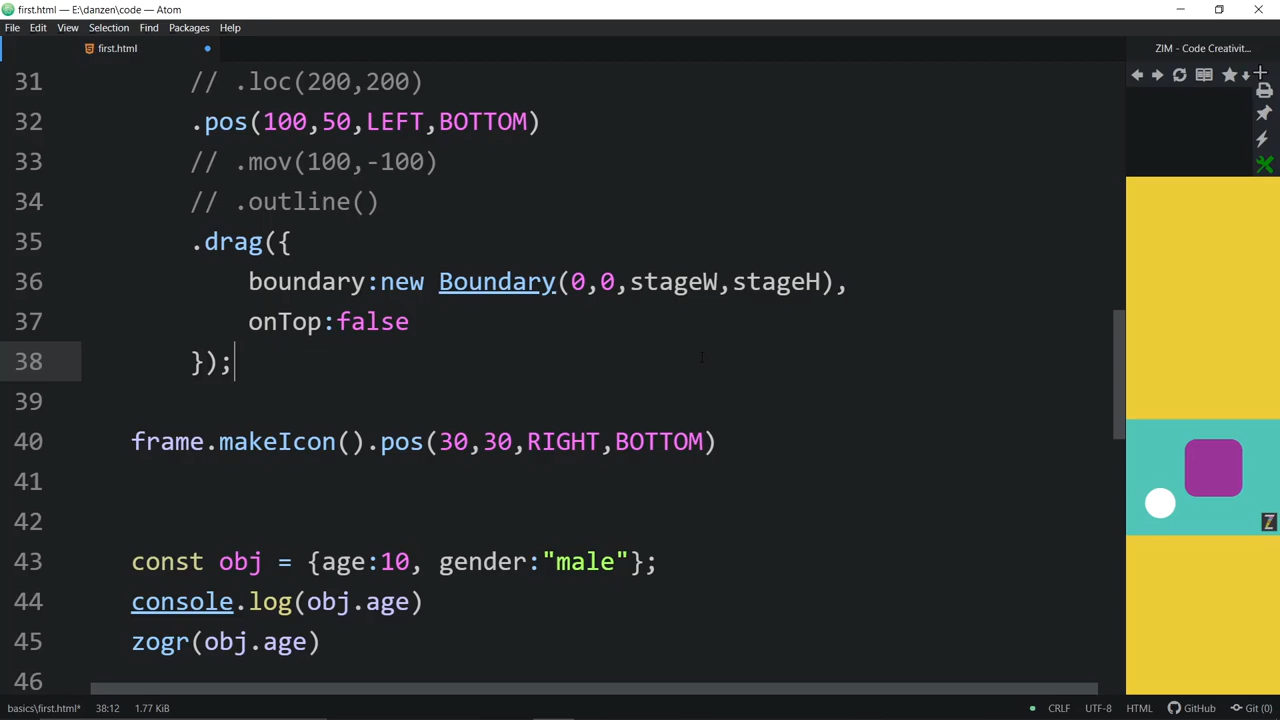 first.html — E:\danzen\code — Atom
File Edit View Selection Find Packages Help
first.html
ZIM - Code Creativit...
31 // .loc(200,200)
32 .pos(100,50,LEFT,BOTTOM)
33 // .mov(100,-100)
34 // .outline()
35 .drag({
36 boundary:new Boundary(0,0,stageW,stageH),
37 onTop:false
38 });
39
40 frame.makeIcon().pos(30,30,RIGHT,BOTTOM)
41
42
43 const obj = {age:10, gender:"male"};
44 console.log(obj.age)
45 zogr(obj.age)
46
Z
basics\first.html* 38:12 1.77 KiB CRLF UTF-8 HTML GitHub Git (0)